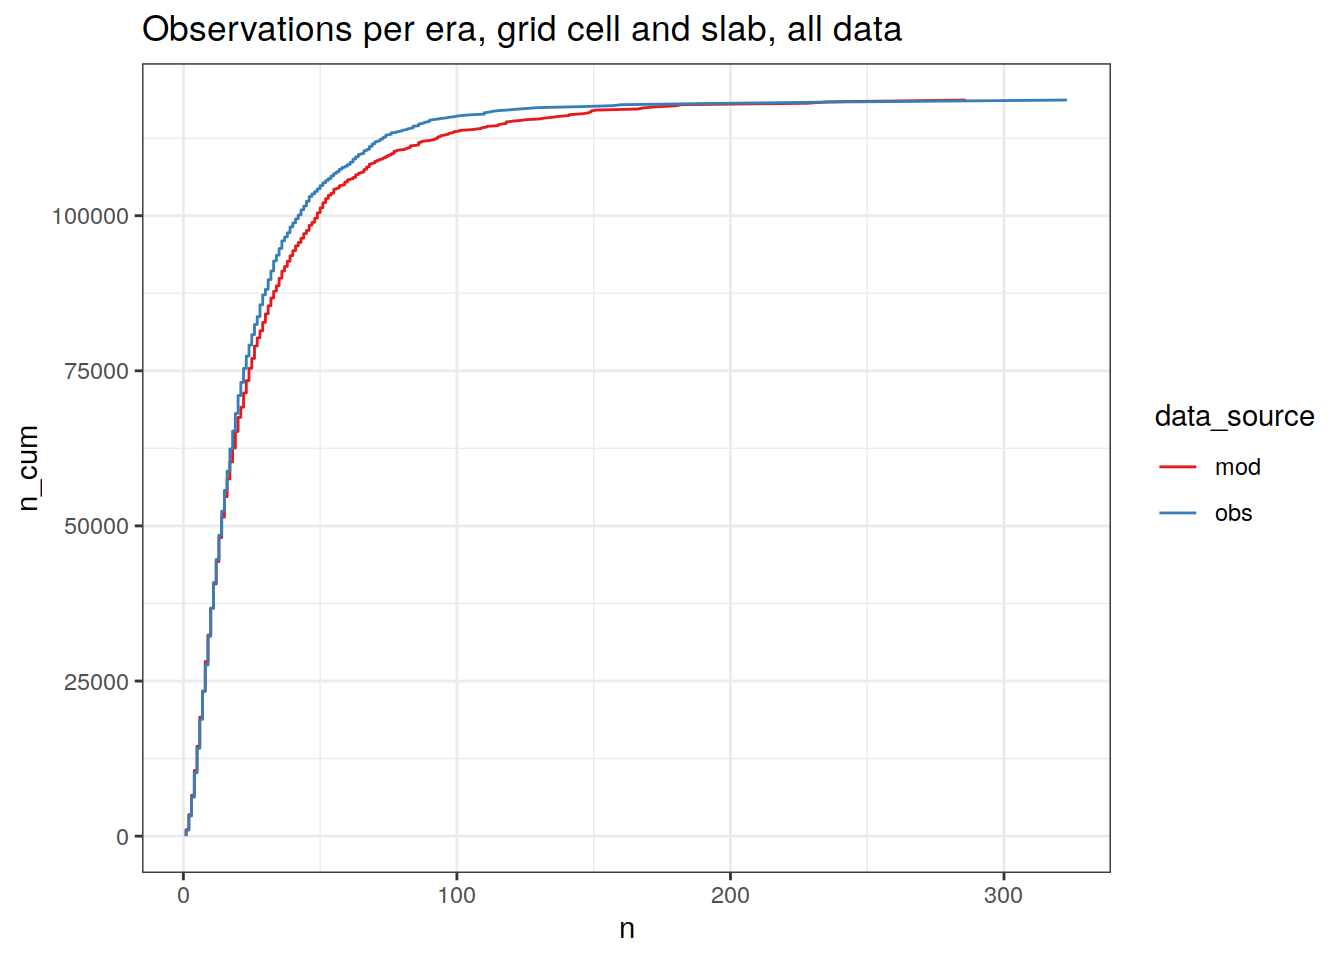 Observations per era, grid cell and slab, all data
n_cum
100000
75000
50000
25000
0
0 100 200 300
n
data_source
mod
obs